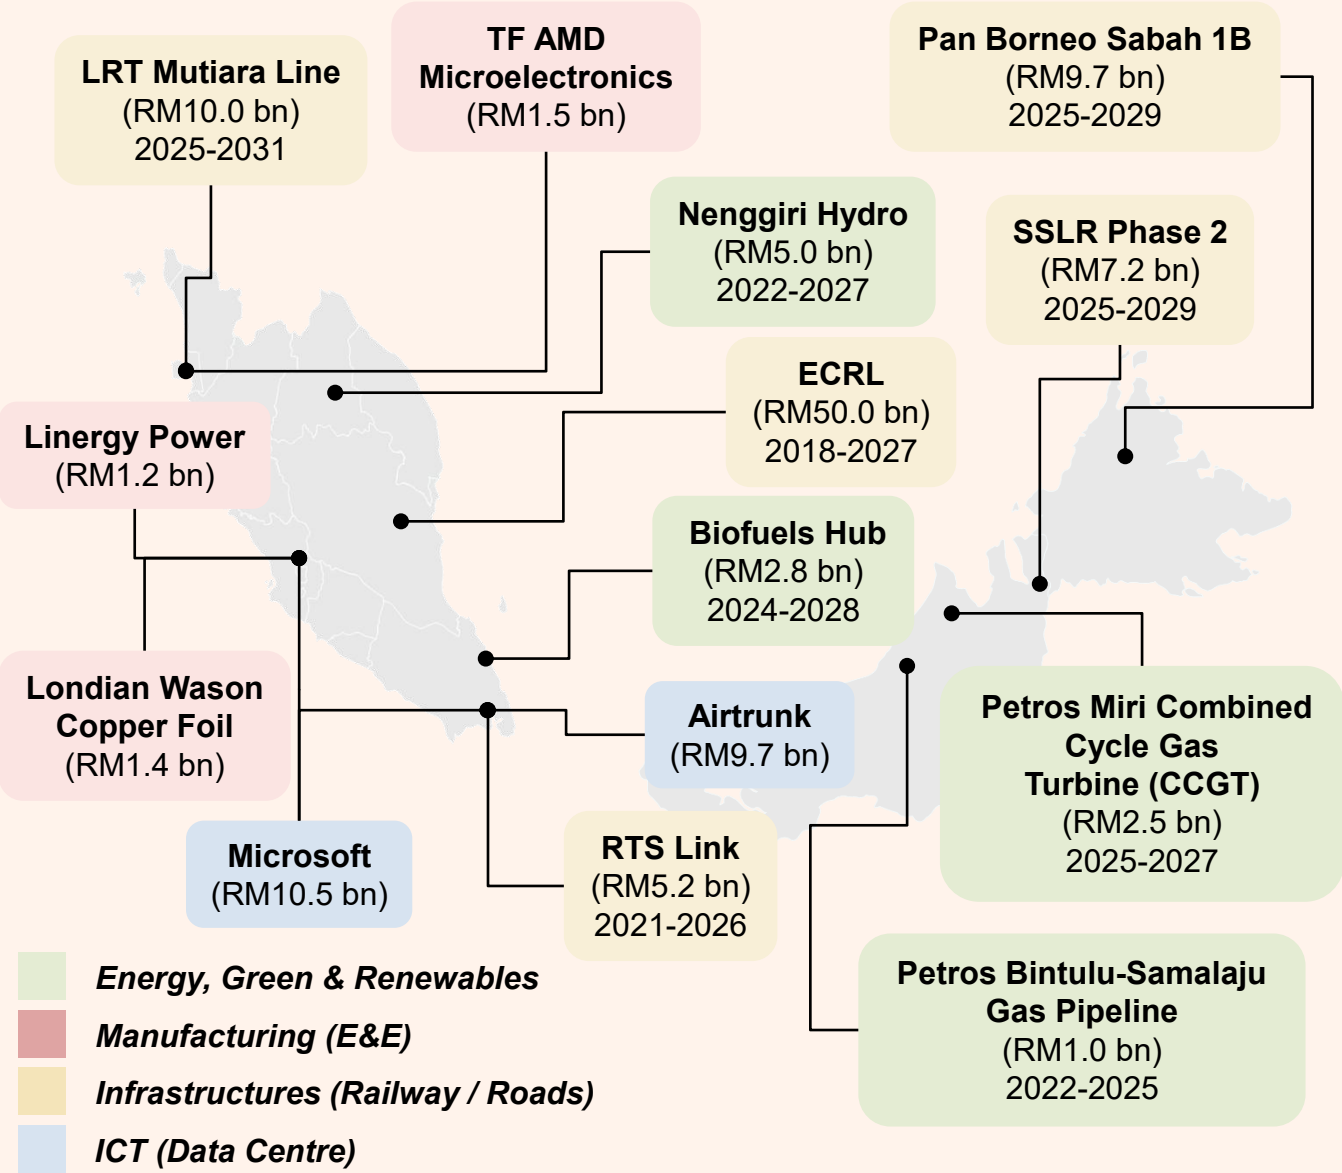 LRT Mutiara Line
(RM10.0 bn)
2025-2031
TF AMD
Microelectronics
(RM1.5 bn)
Pan Borneo Sabah 1B
(RM9.7 bn)
2025-2029
Nenggiri Hydro
(RM5.0 bn)
2022-2027
SSLR Phase 2
(RM7.2 bn)
2025-2029
ECRL
(RM50.0 bn)
2018-2027
Linergy Power
(RM1.2 bn)
Biofuels Hub
(RM2.8 bn)
2024-2028
Londian Wason
Copper Foil
(RM1.4 bn)
Airtrunk
(RM9.7 bn)
Petros Miri Combined
Cycle Gas
Turbine (CCGT)
(RM2.5 bn)
2025-2027
Microsoft
(RM10.5 bn)
RTS Link
(RM5.2 bn)
2021-2026
Petros Bintulu-Samalaju
Gas Pipeline
(RM1.0 bn)
2022-2025
Energy, Green & Renewables
Manufacturing (E&E)
Infrastructures (Railway / Roads)
ICT (Data Centre)